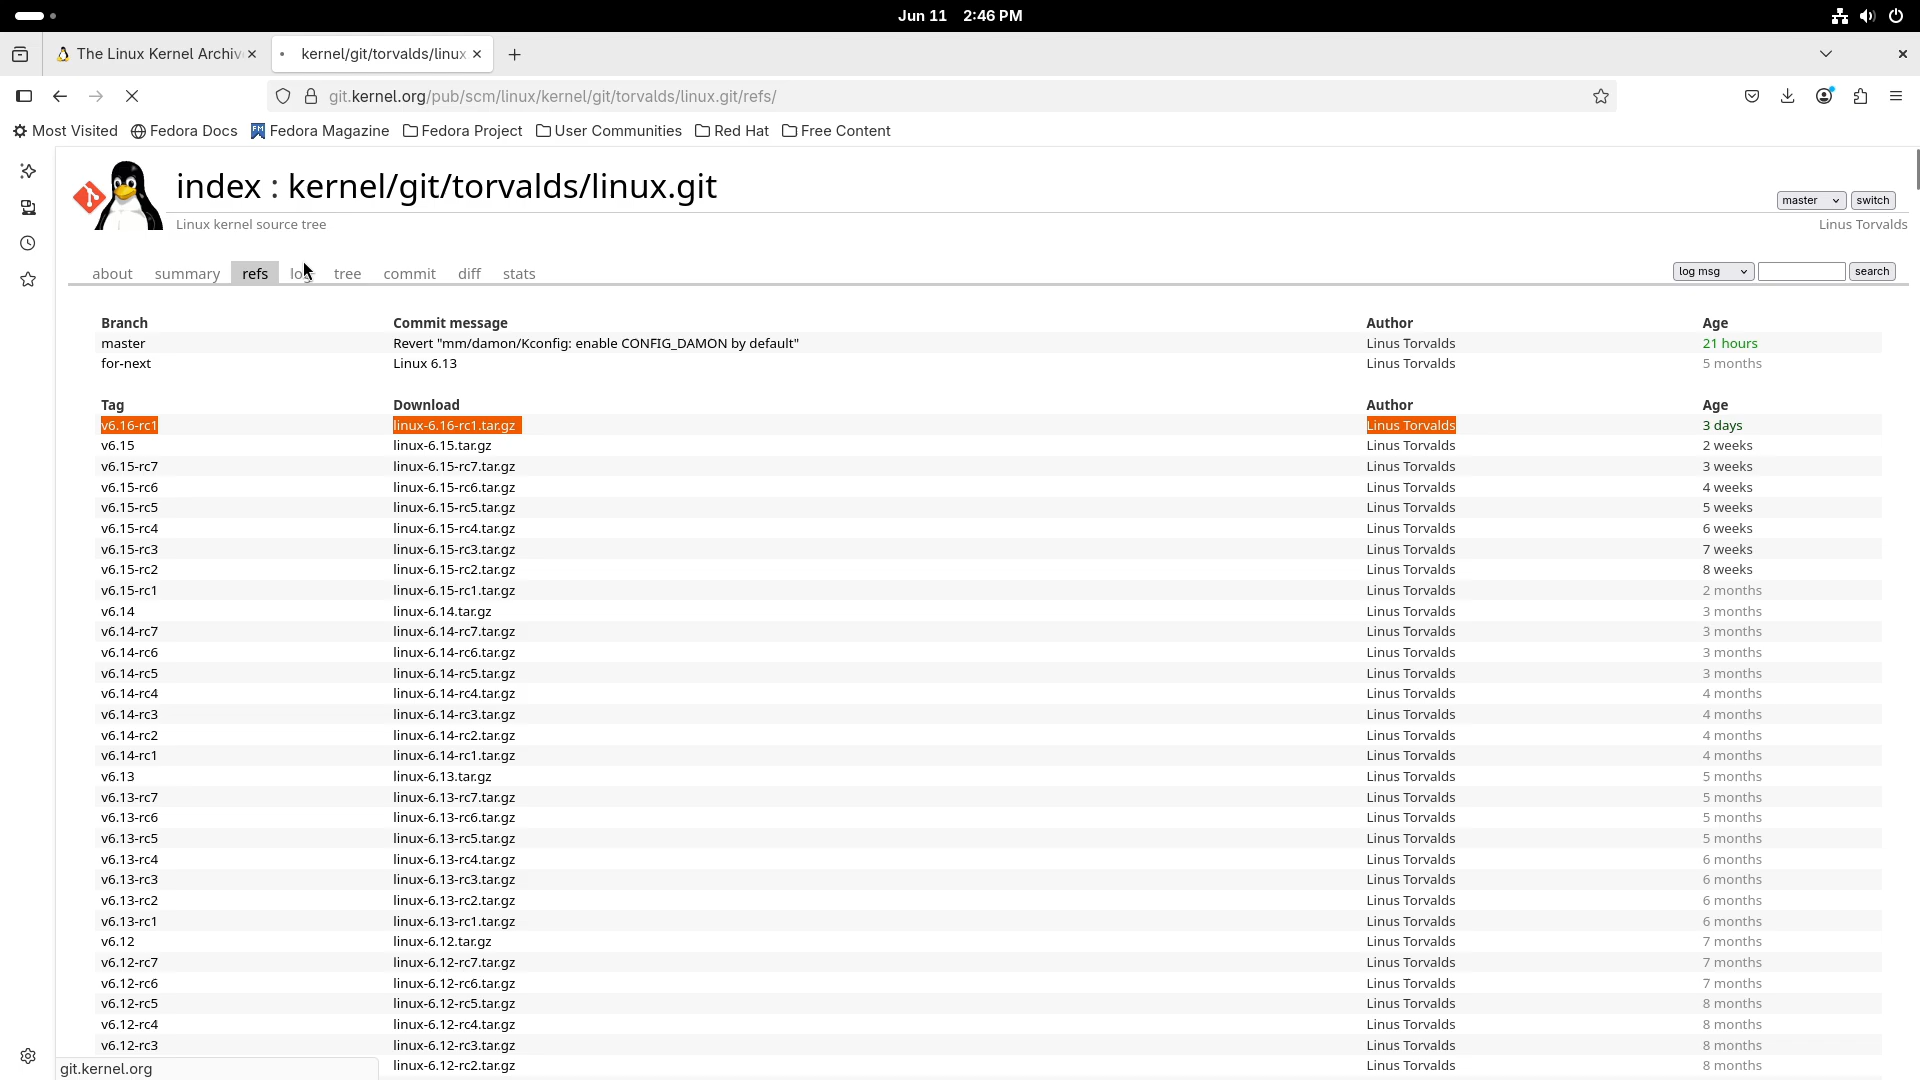 Jun 11 2:46 PM
The Linux Kernel Archiv
kernel/git/torvalds/linux
git.kernel.org/pub/scm/linux/kernel/git/torvalds/linux.git/refs/
Most Visited Fedora Docs Fedora Magazine Fedora Project User Communities Red Hat Free Content
index : kernel/git/torvalds/linux.git
master switch
Linux kernel source tree Linus Torvalds
about summary refs log tree commit diff stats log msg search
Branch Commit message Author Age
master Revert "mm/damon/Kconfig: enable CONFIG_DAMON by default" Linus Torvalds 21 hours
for-next Linux 6.13 Linus Torvalds 5 months
Tag Download Author Age
v6.16-rc1 linux-6.16-rc1.tar.gz Linus Torvalds 3 days
v6.15 linux-6.15.tar.gz Linus Torvalds 2 weeks
v6.15-rc7 linux-6.15-rc7.tar.gz Linus Torvalds 3 weeks
v6.15-rc6 linux-6.15-rc6.tar.gz Linus Torvalds 4 weeks
v6.15-rc5 linux-6.15-rc5.tar.gz Linus Torvalds 5 weeks
v6.15-rc4 linux-6.15-rc4.tar.gz Linus Torvalds 6 weeks
v6.15-rc3 linux-6.15-rc3.tar.gz Linus Torvalds 7 weeks
v6.15-rc2 linux-6.15-rc2.tar.gz Linus Torvalds 8 weeks
v6.15-rc1 linux-6.15-rc1.tar.gz Linus Torvalds 2 months
v6.14 linux-6.14.tar.gz Linus Torvalds 3 months
v6.14-rc7 linux-6.14-rc7.tar.gz Linus Torvalds 3 months
v6.14-rc6 linux-6.14-rc6.tar.gz Linus Torvalds 3 months
v6.14-rc5 linux-6.14-rc5.tar.gz Linus Torvalds 3 months
v6.14-rc4 linux-6.14-rc4.tar.gz Linus Torvalds 4 months
v6.14-rc3 linux-6.14-rc3.tar.gz Linus Torvalds 4 months
v6.14-rc2 linux-6.14-rc2.tar.gz Linus Torvalds 4 months
v6.14-rc1 linux-6.14-rc1.tar.gz Linus Torvalds 4 months
v6.13 linux-6.13.tar.gz Linus Torvalds 5 months
v6.13-rc7 linux-6.13-rc7.tar.gz Linus Torvalds 5 months
v6.13-rc6 linux-6.13-rc6.tar.gz Linus Torvalds 5 months
v6.13-rc5 linux-6.13-rc5.tar.gz Linus Torvalds 5 months
v6.13-rc4 linux-6.13-rc4.tar.gz Linus Torvalds 6 months
v6.13-rc3 linux-6.13-rc3.tar.gz Linus Torvalds 6 months
v6.13-rc2 linux-6.13-rc2.tar.gz Linus Torvalds 6 months
v6.13-rc1 linux-6.13-rc1.tar.gz Linus Torvalds 6 months
v6.12 linux-6.12.tar.gz Linus Torvalds 7 months
v6.12-rc7 linux-6.12-rc7.tar.gz Linus Torvalds 7 months
v6.12-rc6 linux-6.12-rc6.tar.gz Linus Torvalds 7 months
v6.12-rc5 linux-6.12-rc5.tar.gz Linus Torvalds 8 months
v6.12-rc4 linux-6.12-rc4.tar.gz Linus Torvalds 8 months
v6.12-rc3 linux-6.12-rc3.tar.gz Linus Torvalds 8 months
linux-6.12-rc2.tar.gz Linus Torvalds 8 months
git.kernel.org